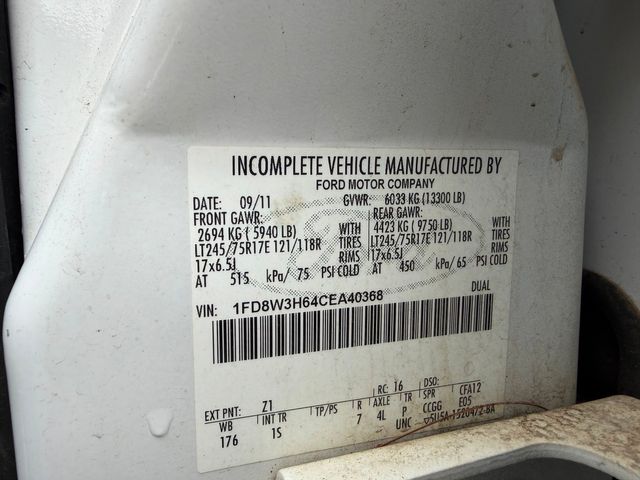 INCOMPLETE VEHICLE MANUFACTURED BY
FORD MOTOR COMPANY
DATE: 09/11 GVWR: 6033 KG (13300 LB)
FRONT GAWR: REAR GAWR:
2694 KG ( 5940 LB) WITH 4423 KG ( 9750 LB) WITH
LT245/75R17E 121/118R TIRES LT245/75R17E 121/118R TIRES
17x6.5J RIMS 17x6.5J RIMS
AT 515 kPa/ 75 PSI COLD AT 450 kPa/ 65 PSI COLD
VIN: 1FD8W3H64CEA40368 DUAL
EXT PNT: Z1 RC: 16 DSO:
WB INT TR TP/PS R AXLE TR SPR CFA12
176 1S 7 4L P CCGG E05
UNC ▽5U5A-1520472-BA